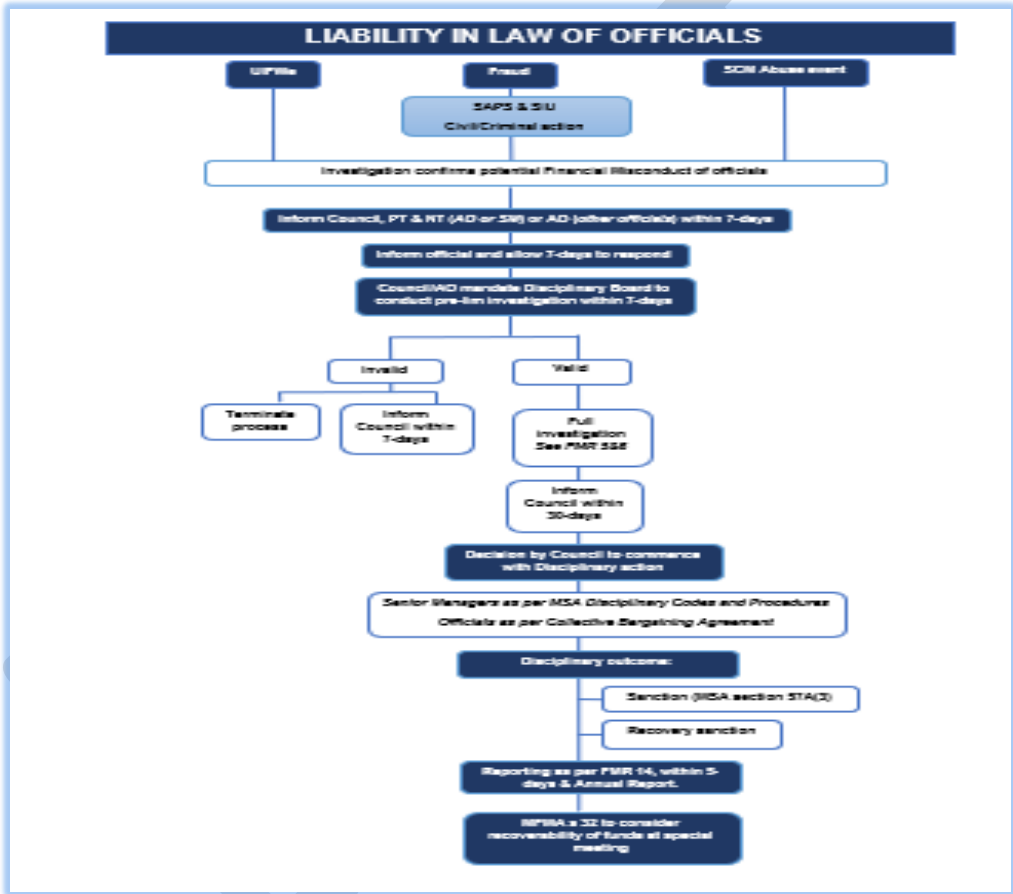 LIABILITY IN LAW OF OFFICIALS
UIFWe
Fraud
SCM Abuse event
SAPS & SIU
Civil/Criminal action
Investigation confirms potential Financial Misconduct of officials
Inform Council, PT & NT (AO or SM) or AO (other officials) within 7-days
Inform official and allow 7-days to respond
Council/AO mandate Disciplinary Board to
conduct pre-lim investigation within 7-days
Invalid
Valid
Terminate
process
Inform
Council within
7-days
Full
investigation
See FMR
Inform
Council within
30-days
Decision by Council to commence
with Disciplinary action
Senior Managers as per MSA Disciplinary Codes and Procedures
Officials as per Collective Bargaining Agreement
Disciplinary outcome:
Sanction (MSA section 57A(3)
Recovery sanction
Reporting as per FMR 14, within 5-
days & Annual Report.
MFMA s 32 to consider
recoverability of funds at special
meeting